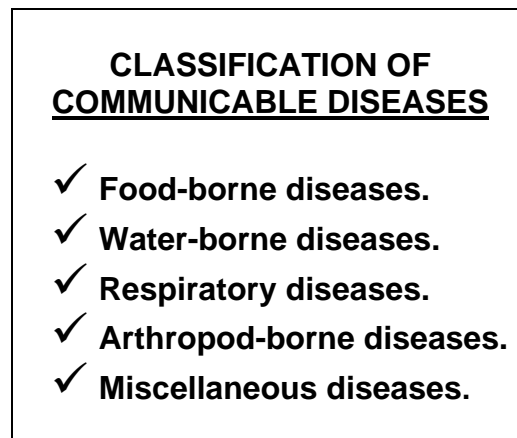 CLASSIFICATION OF
COMMUNICABLE DISEASES
✓ Food-borne diseases.
✓ Water-borne diseases.
✓ Respiratory diseases.
✓ Arthropod-borne diseases.
✓ Miscellaneous diseases.